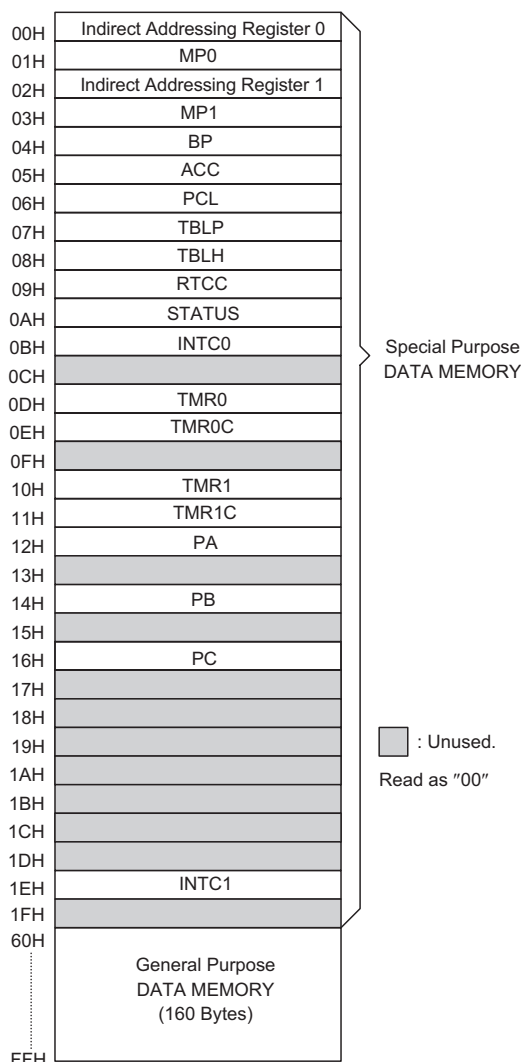 00H Indirect Addressing Register 0
01H MP0
02H Indirect Addressing Register 1
03H MP1
04H BP
05H ACC
06H PCL
07H TBLP
08H TBLH
09H RTCC
0AH STATUS
0BH INTC0
0CH
0DH TMR0
0EH TMR0C
0FH
10H TMR1
11H TMR1C
12H PA
13H
14H PB
15H
16H PC
17H
18H
19H
1AH
1BH
1CH
1DH
1EH INTC1
1FH
60H
General Purpose
DATA MEMORY
(160 Bytes)
FFH
Special Purpose
DATA MEMORY
: Unused.
Read as ″00″